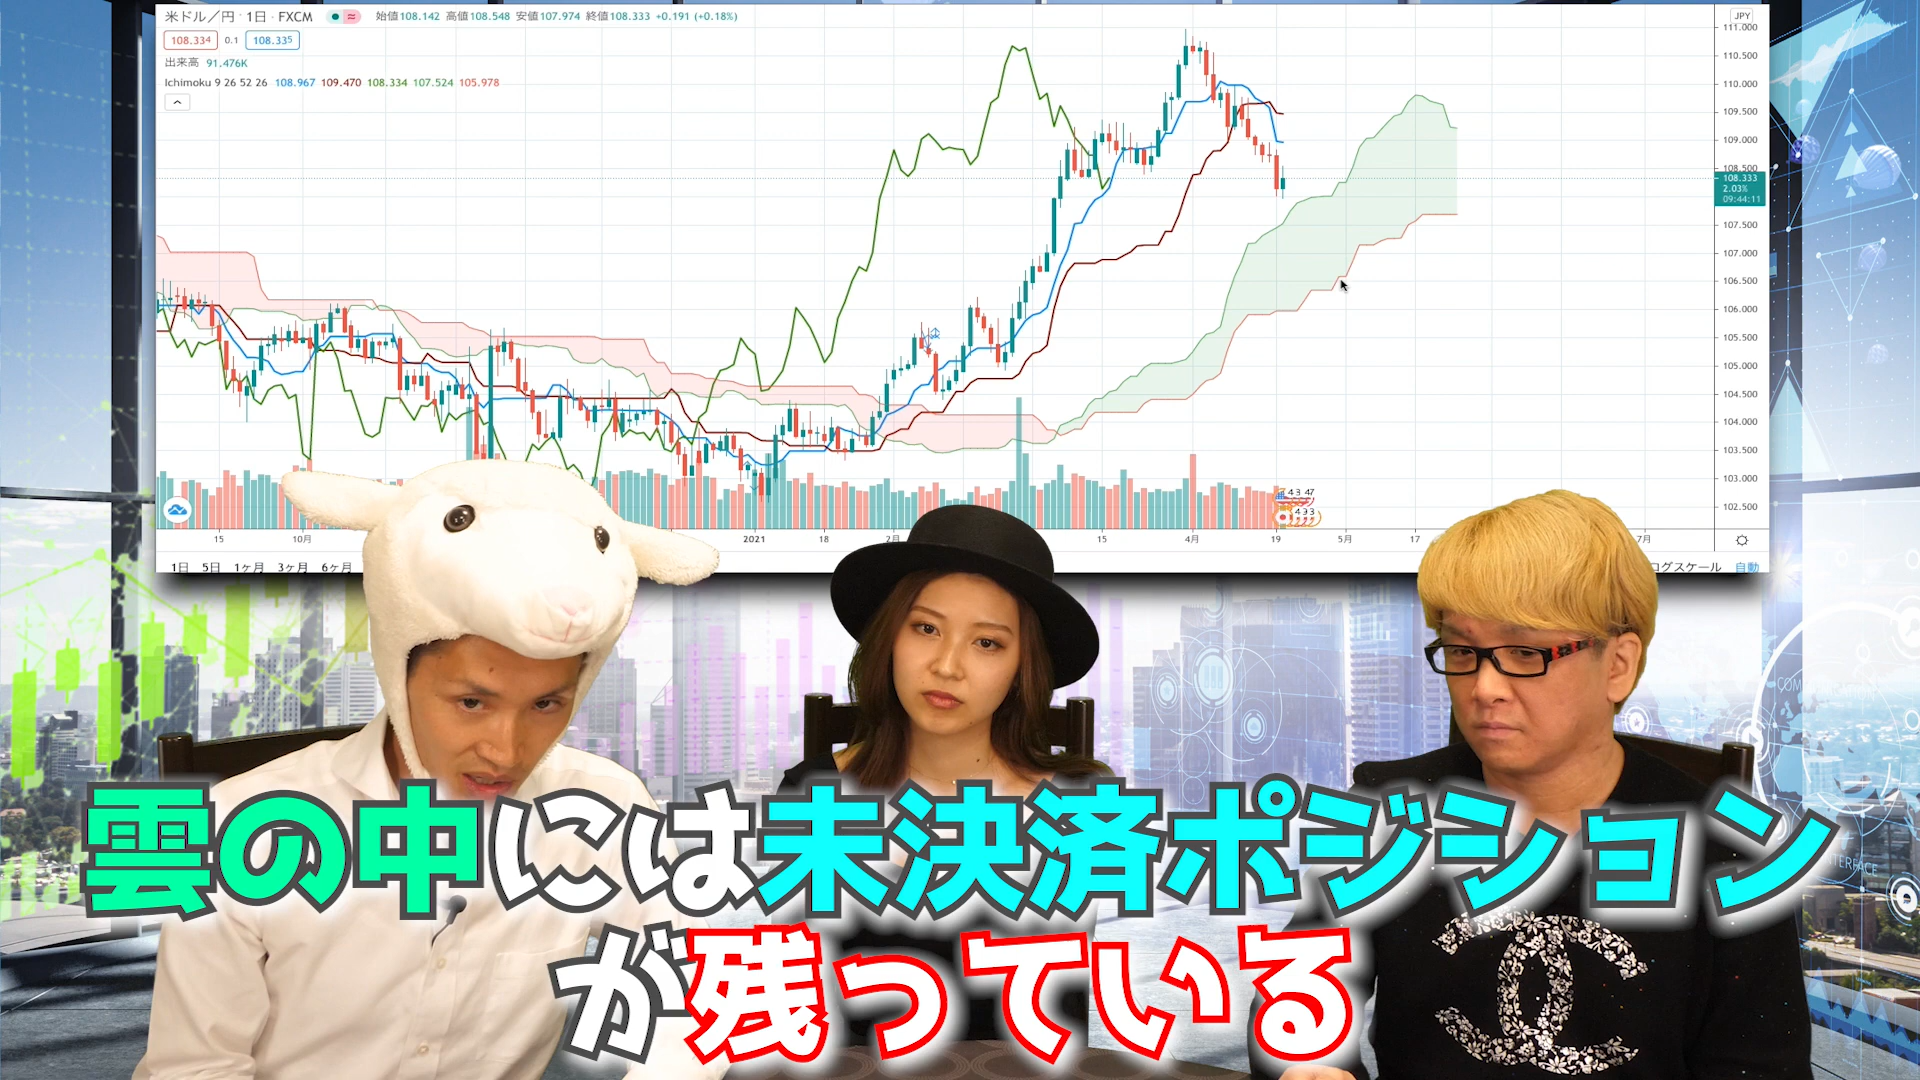 米ドル／円・1日・FXCM
始値108.142 高値108.548 安値107.974 終値108.333 +0.191 (+0.18%)
108.334 0.1 108.335
出来高 91.476K
Ichimoku 9 26 52 26 108.967 109.470 108.334 107.524 105.978
JPY
111.000
110.500
110.000
109.500
109.000
108.500
108.333
2.03%
09:44:11
107.500
107.000
106.500
106.000
105.500
105.000
104.500
104.000
103.500
103.000
102.500
15 10月 2021 18 2月 15 4月 19 5月 17 7月
1日 5日 1ヶ月 3ヶ月 6ヶ月
ログスケール 自動
雲の中には未決済ポジション
が残っている